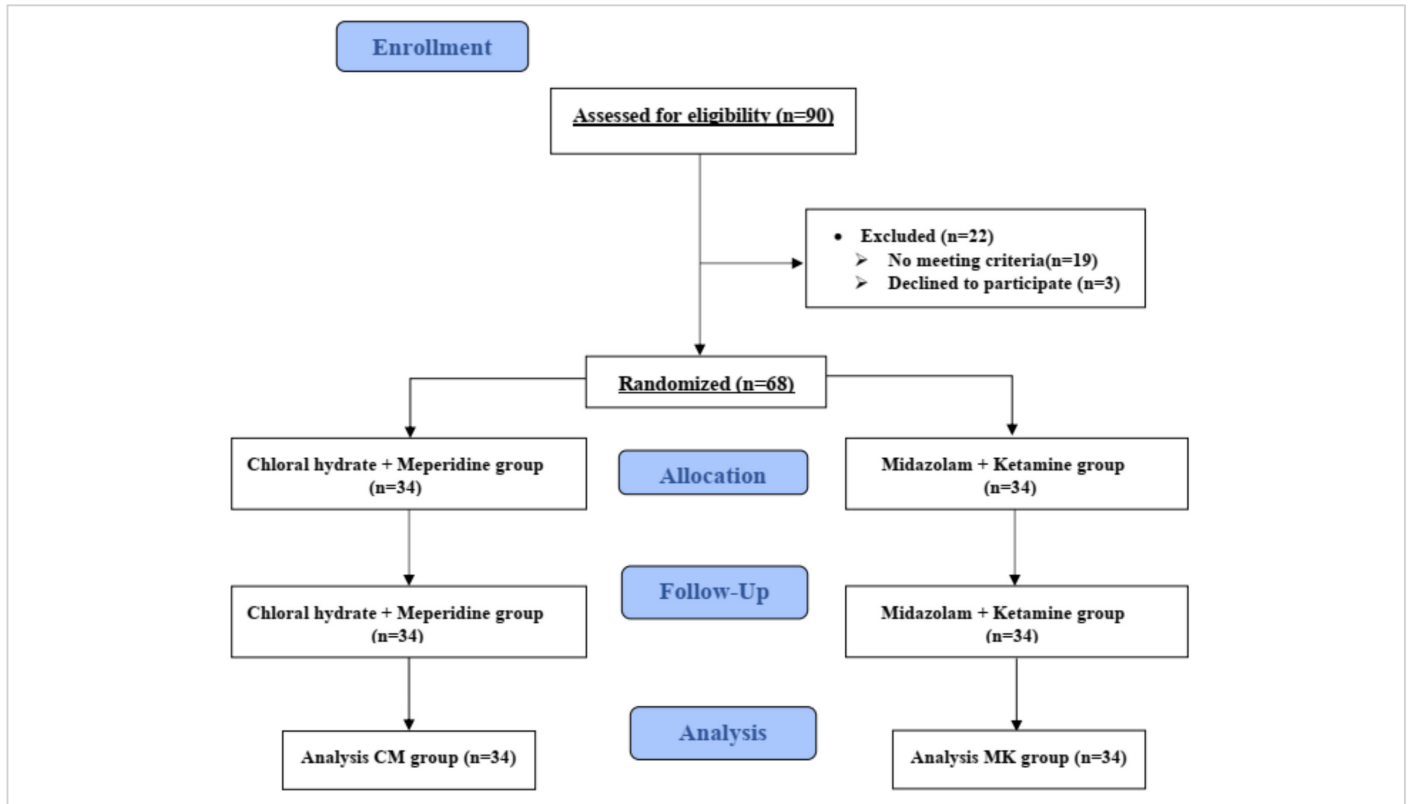 Enrollment
Assessed for eligibility (n=90)
• Excluded (n=22)
➢ No meeting criteria(n=19)
➢ Declined to participate (n=3)
Randomized (n=68)
Chloral hydrate + Meperidine group
(n=34)
Allocation
Midazolam + Ketamine group
(n=34)
Chloral hydrate + Meperidine group
(n=34)
Follow-Up
Midazolam + Ketamine group
(n=34)
Analysis
Analysis CM group (n=34)
Analysis MK group (n=34)